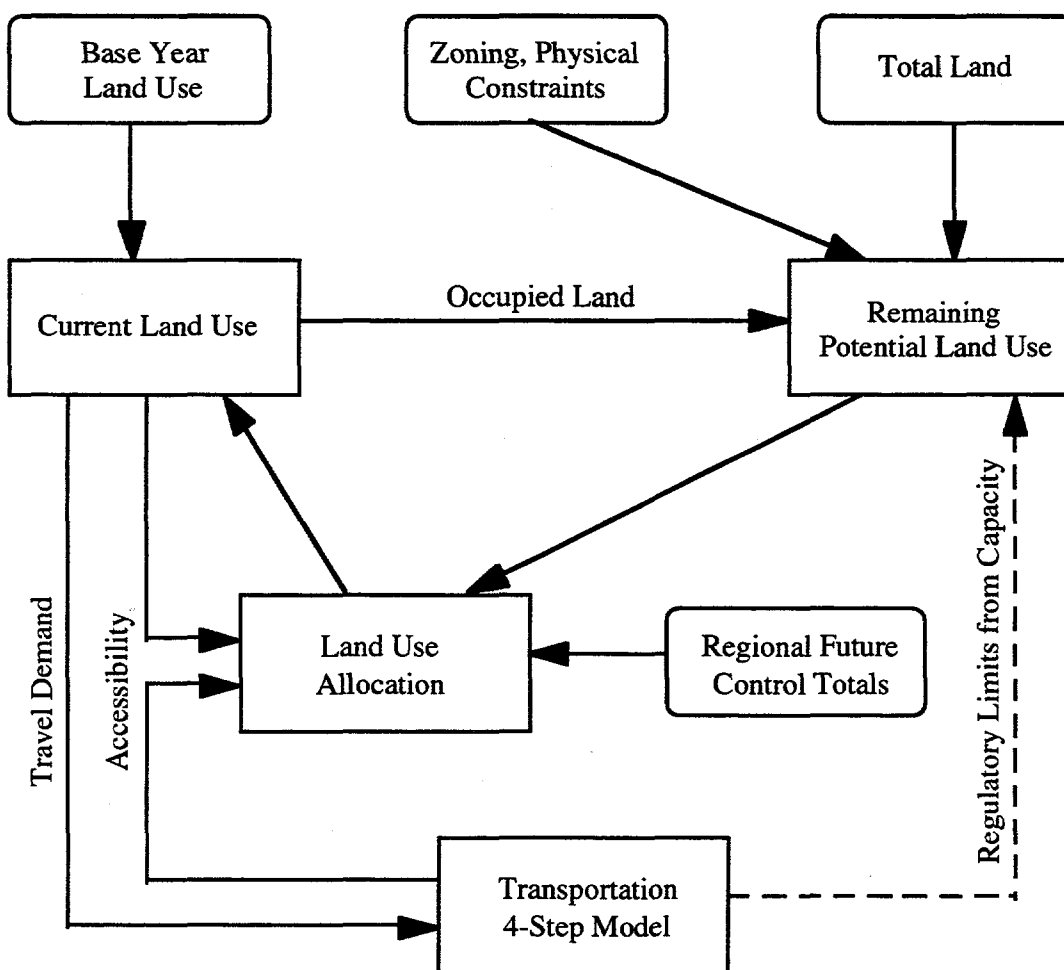 Base Year
Land Use
Zoning, Physical
Constraints
Total Land
Current Land Use
Occupied Land
Remaining
Potential Land Use
Travel Demand
Accessibility
Land Use
Allocation
Regional Future
Control Totals
Regulatory Limits from Capacity
Transportation
4-Step Model